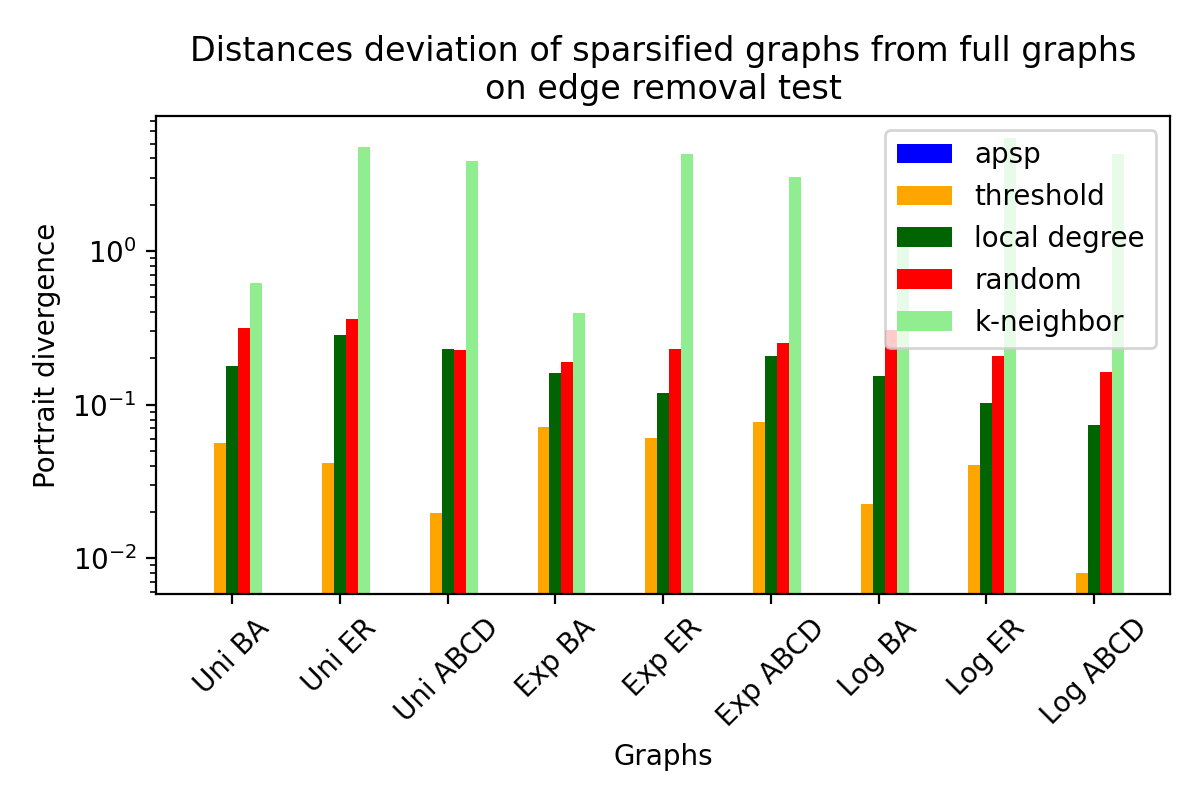 Distances deviation of sparsified graphs from full graphs
on edge removal test
Portrait divergence
10⁰
10⁻¹
10⁻²
apsp
threshold
local degree
random
k-neighbor
Uni BA
Uni ER
Uni ABCD
Exp BA
Exp ER
Exp ABCD
Log BA
Log ER
Log ABCD
Graphs